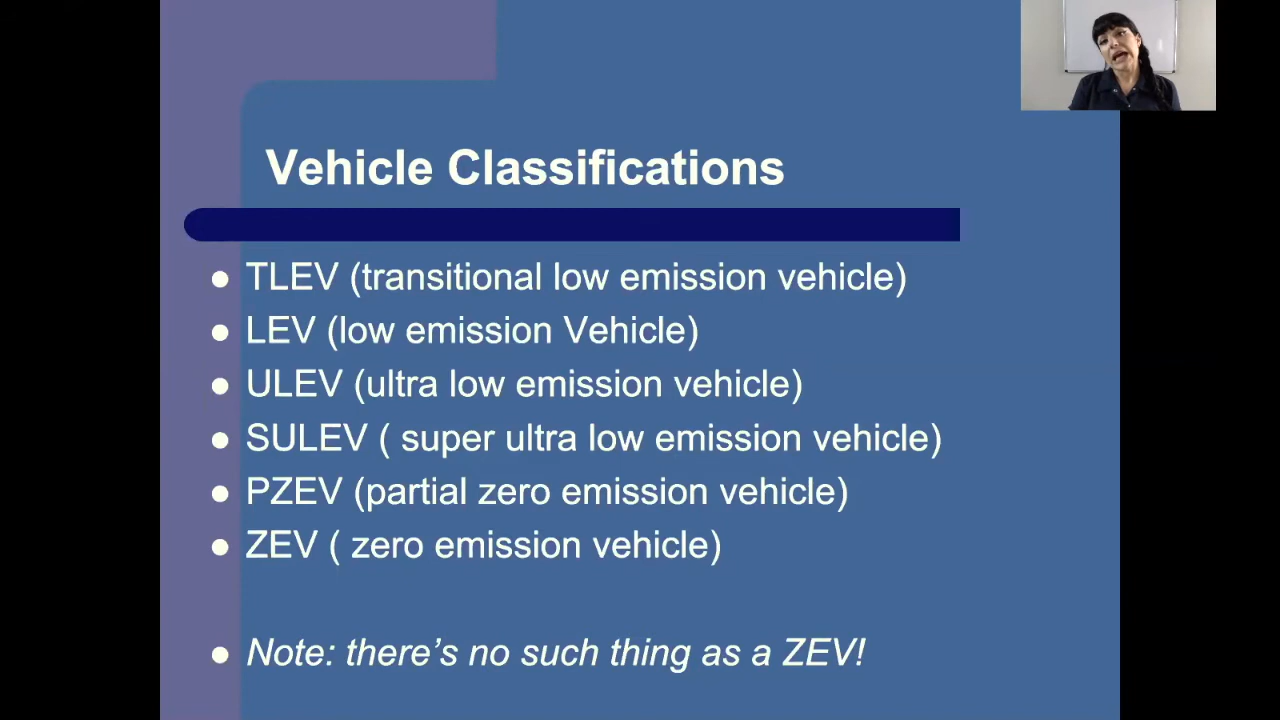 Vehicle Classifications
TLEV (transitional low emission vehicle)
LEV (low emission Vehicle)
ULEV (ultra low emission vehicle)
SULEV ( super ultra low emission vehicle)
PZEV (partial zero emission vehicle)
ZEV ( zero emission vehicle)
Note: there’s no such thing as a ZEV!